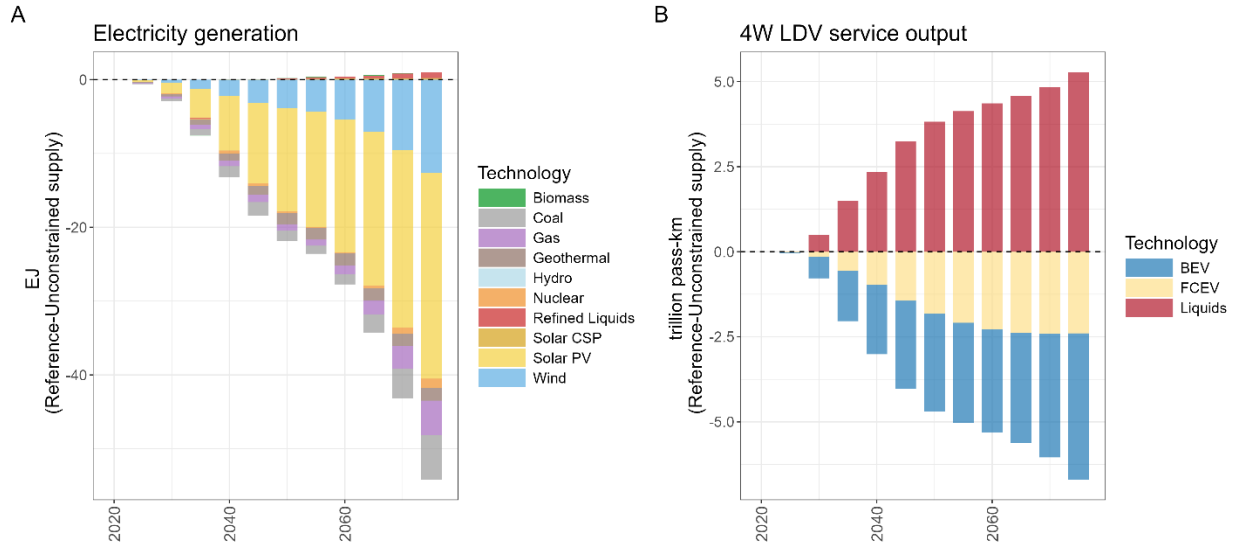 A
Electricity generation
0
-20
-40
EJ
(Reference-Unconstrained supply)
2020
2040
2060
Technology
Biomass
Coal
Gas
Geothermal
Hydro
Nuclear
Refined Liquids
Solar CSP
Solar PV
Wind
B
4W LDV service output
5.0
2.5
0.0
-2.5
-5.0
trillion pass-km
(Reference-Unconstrained supply)
2020
2040
2060
Technology
BEV
FCEV
Liquids